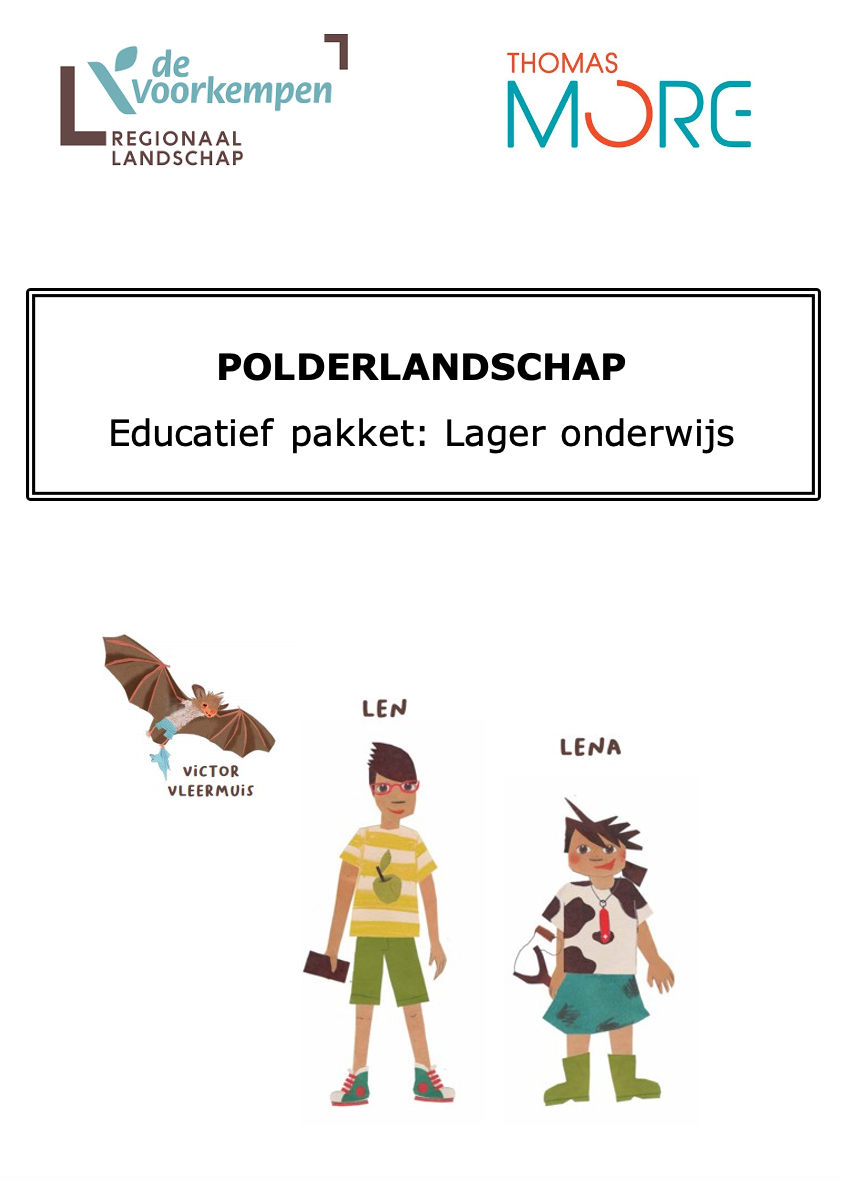 de
Voorkempen
REGIONAAL
LANDSCHAP
THOMAS
MORE
POLDERLANDSCHAP
Educatief pakket: Lager onderwijs
LEN
LENA
ViCTOR
VLEERMUiS